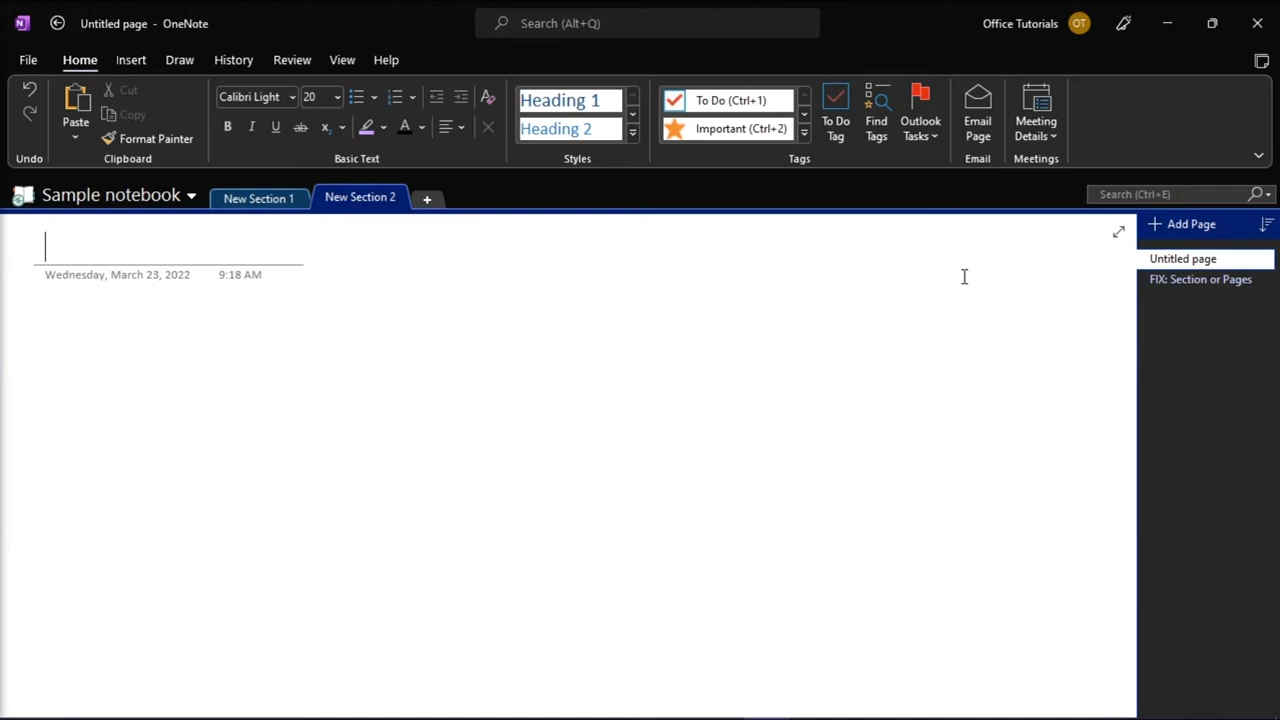 Untitled page - OneNote
Search (Alt+Q)
Office Tutorials
OT
File
Home
Insert
Draw
History
Review
View
Help
Undo
Paste
Cut
Copy
Format Painter
Clipboard
Calibri Light
20
B
I
U
ab
x
A
Basic Text
Heading 1
Heading 2
Styles
To Do (Ctrl+1)
Important (Ctrl+2)
To Do
Tag
Find
Tags
Outlook
Tasks
Tags
Email
Page
Email
Meeting
Details
Meetings
Sample notebook
New Section 1
New Section 2
Search (Ctrl+E)
Add Page
Untitled page
FIX: Section or Pages
Wednesday, March 23, 2022
9:18 AM